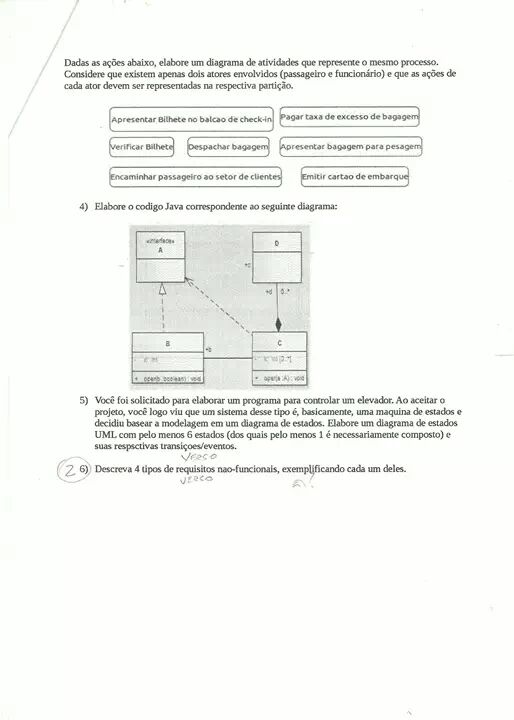 Dadas as ações abaixo, elabore um diagrama de atividades que represente o mesmo processo.
Considere que existem apenas dois atores envolvidos (passageiro e funcionário) e que as ações de
cada ator devem ser representadas na respectiva partição.
Apresentar Bilhete no balcao de check-in
Pagar taxa de excesso de bagagem
Verificar Bilhete
Despachar bagagem
Apresentar bagagem para pesagem
Encaminhar passageiro ao setor de clientes
Emitir cartao de embarque
4) Elabore o codigo Java correspondente ao seguinte diagrama:
«interface»
A
D
+c
+d 0..*
B
+b
C
+ oper(b :boolean) : void
+ oper(a :A) : void
5) Você foi solicitado para elaborar um programa para controlar um elevador. Ao aceitar o
projeto, você logo viu que um sistema desse tipo é, basicamente, uma maquina de estados e
decidiu basear a modelagem em um diagrama de estados. Elabore um diagrama de estados
UML com pelo menos 6 estados (dos quais pelo menos 1 é necessariamente composto) e
suas respsctivas transiçoes/eventos.
VERSO
2 6) Descreva 4 tipos de requisitos nao-funcionais, exemplificando cada um deles.
VERSO